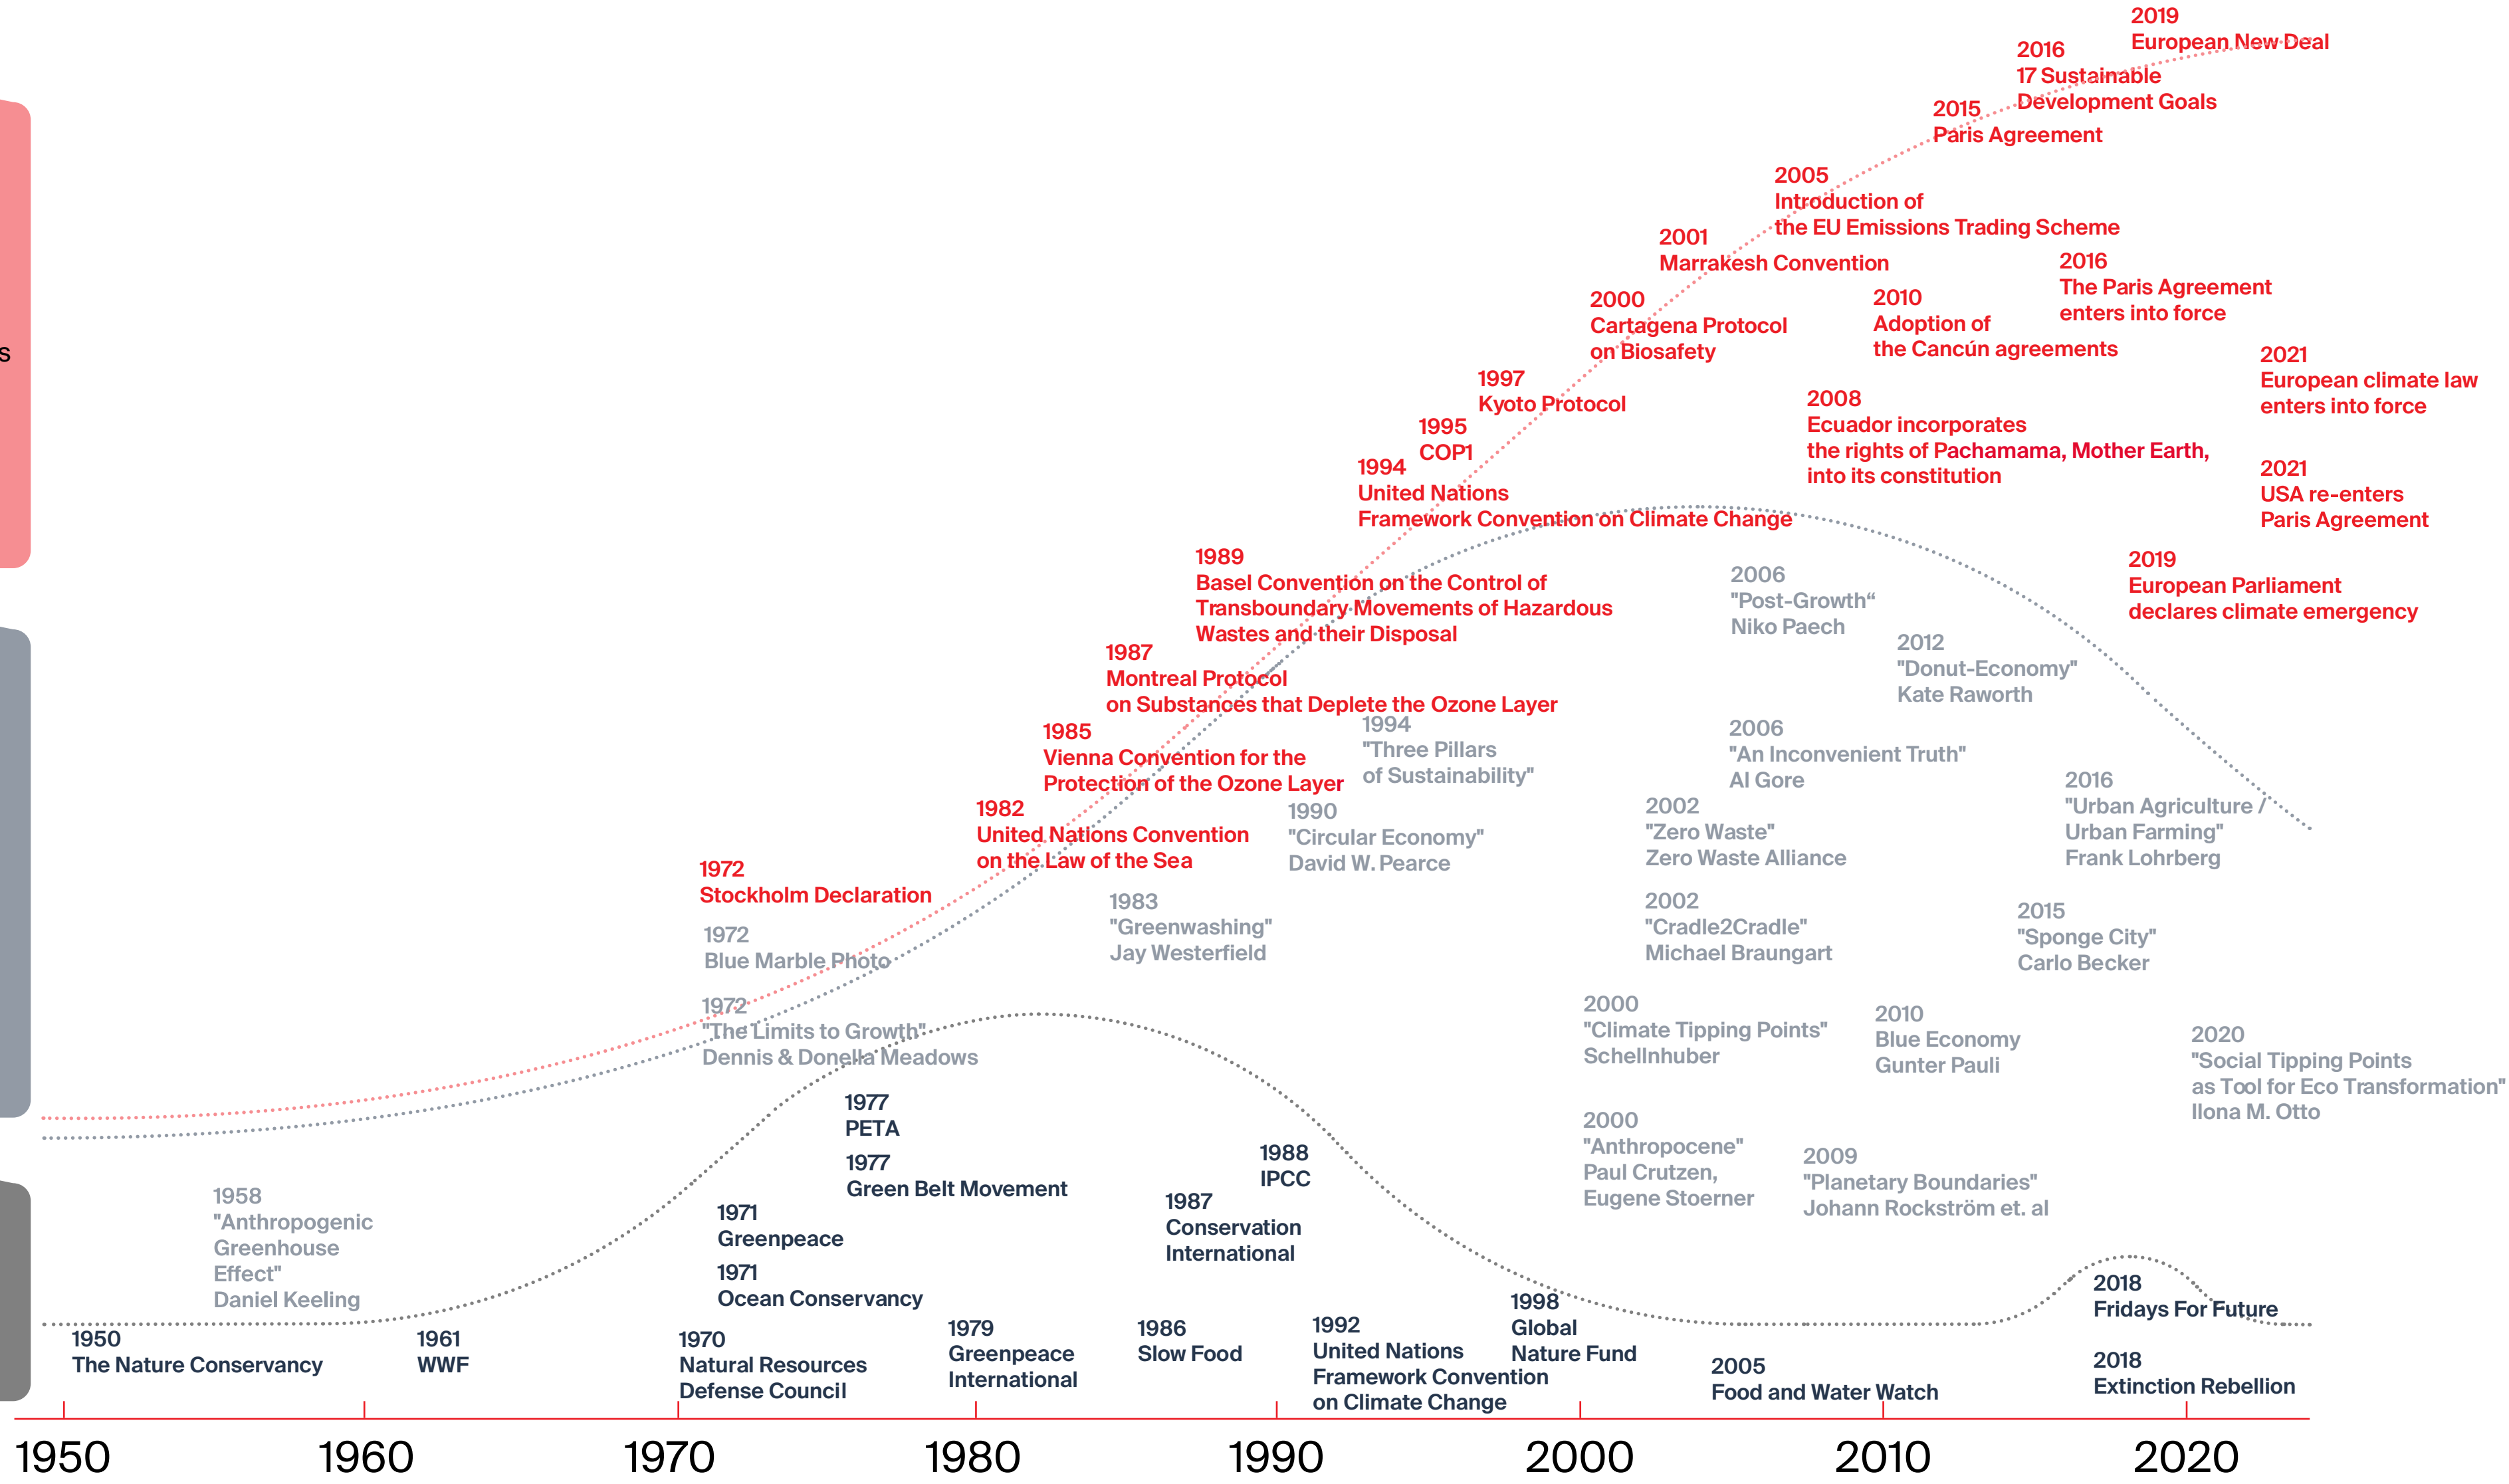 2019
European New Deal
2016
17 Sustainable
Development Goals
2015
Paris Agreement
2005
Introduction of
the EU Emissions Trading Scheme
2001
Marrakesh Convention
2016
The Paris Agreement
enters into force
2000
Cartagena Protocol
on Biosafety
2010
Adoption of
the Cancún agreements
s
2021
European climate law
enters into force
1997
Kyoto Protocol
2008
Ecuador incorporates
the rights of Pachamama, Mother Earth,
into its constitution
1995
COP1
1994
United Nations
Framework Convention on Climate Change
2021
USA re-enters
Paris Agreement
1989
Basel Convention on the Control of
Transboundary Movements of Hazardous
Wastes and their Disposal
2019
European Parliament
declares climate emergency
2006
"Post-Growth“
Niko Paech
2012
"Donut-Economy"
Kate Raworth
1987
Montreal Protocol
on Substances that Deplete the Ozone Layer
1994
"Three Pillars
of Sustainability"
2006
"An Inconvenient Truth"
Al Gore
1985
Vienna Convention for the
Protection of the Ozone Layer
2016
"Urban Agriculture /
Urban Farming"
Frank Lohrberg
1982
United Nations Convention
on the Law of the Sea
1990
"Circular Economy"
David W. Pearce
2002
"Zero Waste"
Zero Waste Alliance
1972
Stockholm Declaration
1983
"Greenwashing"
Jay Westerfield
2002
"Cradle2Cradle"
Michael Braungart
2015
"Sponge City"
Carlo Becker
1972
Blue Marble Photo
1972
"The Limits to Growth"
Dennis & Donella Meadows
2000
"Climate Tipping Points"
Schellnhuber
2010
Blue Economy
Gunter Pauli
2020
"Social Tipping Points
as Tool for Eco Transformation"
Ilona M. Otto
1977
PETA
2000
"Anthropocene"
Paul Crutzen,
Eugene Stoerner
1988
IPCC
2009
"Planetary Boundaries"
Johann Rockström et. al
1977
Green Belt Movement
1958
"Anthropogenic
Greenhouse
Effect"
Daniel Keeling
1987
Conservation
International
1971
Greenpeace
1971
Ocean Conservancy
2018
Fridays For Future
1998
Global
Nature Fund
1950
The Nature Conservancy
1961
WWF
1970
Natural Resources
Defense Council
1979
Greenpeace
International
1986
Slow Food
1992
United Nations
Framework Convention
on Climate Change
2005
Food and Water Watch
2018
Extinction Rebellion
1950
1960
1970
1980
1990
2000
2010
2020